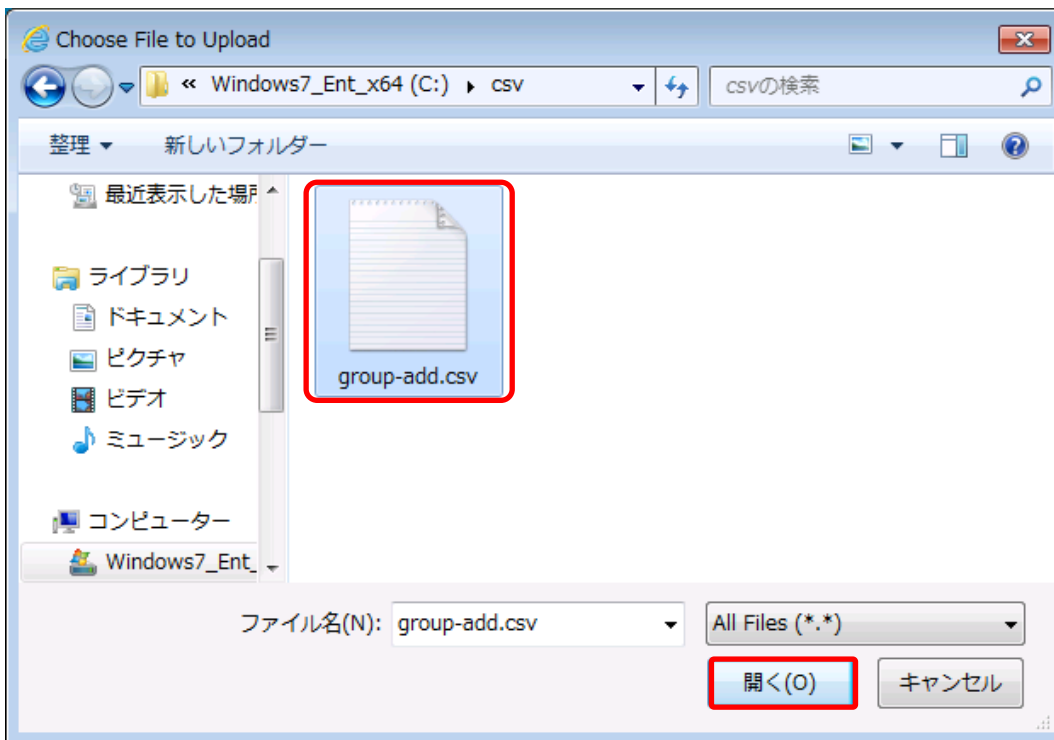 Choose File to Upload
« Windows7_Ent_x64 (C:) csv
csvの検索
整理
新しいフォルダー
最近表示した場所
ライブラリ
ドキュメント
ピクチャ
ビデオ
ミュージック
コンピューター
Windows7_Ent_
group-add.csv
ファイル名(N): group-add.csv
All Files (*.*)
開く(O)
キャンセル